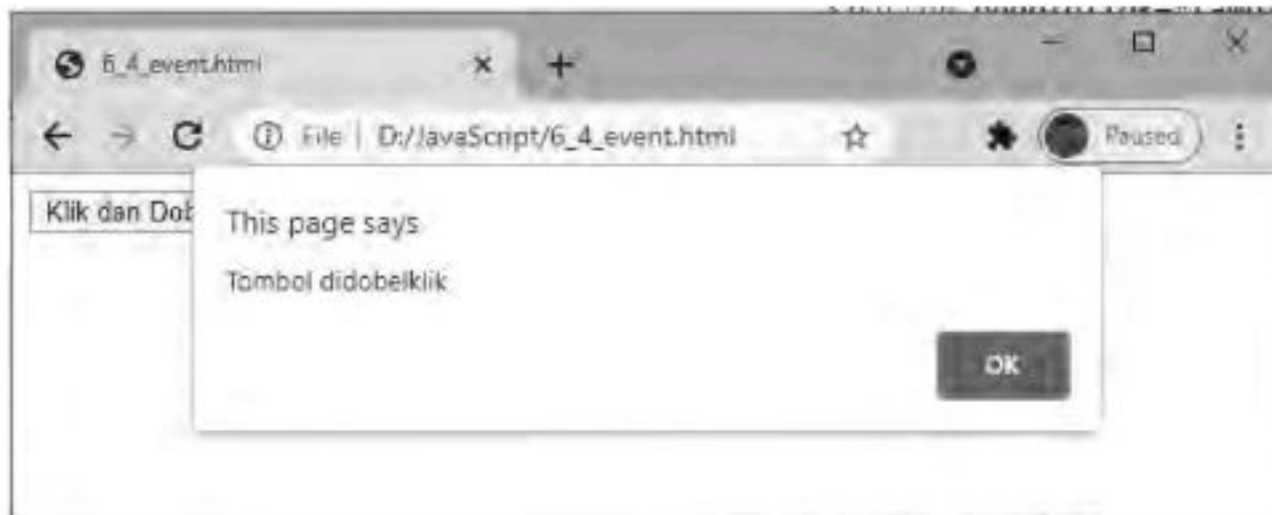 6_4_event.html
File | D:/JavaScript/6_4_event.html
Paused
Klik dan Dob
This page says
Tombol didobelklik
OK